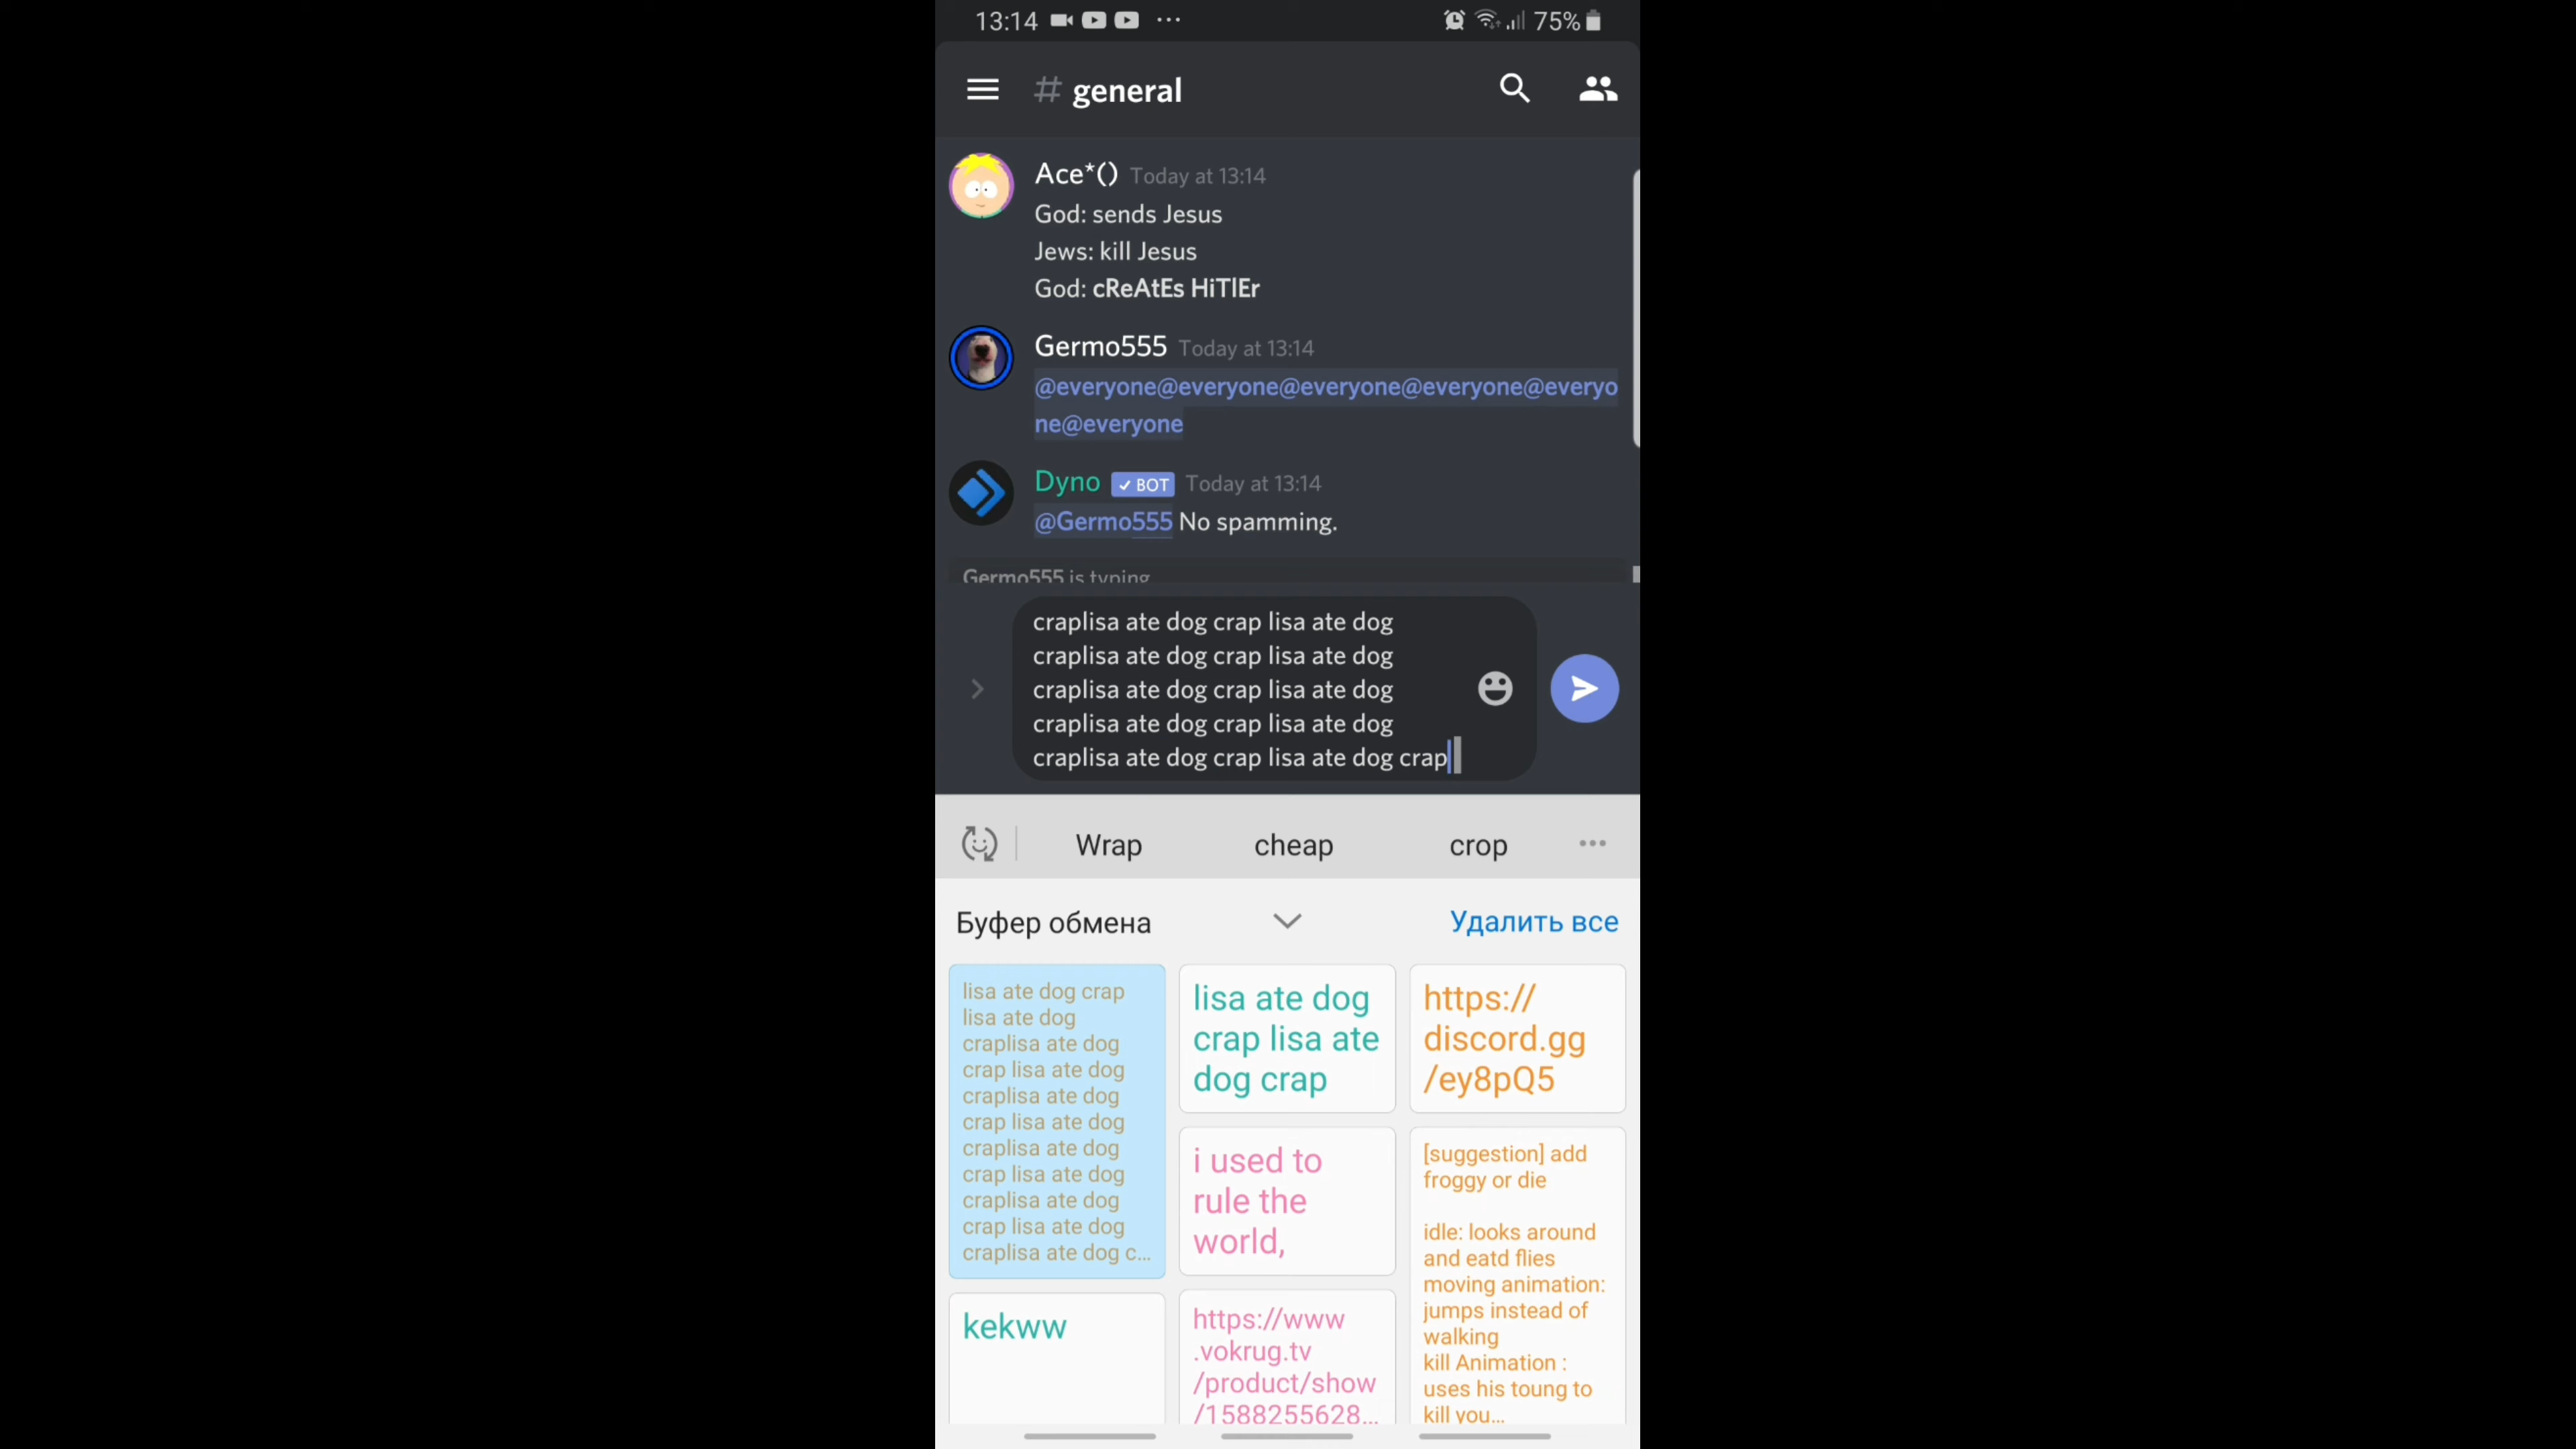 13:14 75%
# general
Ace*() Today at 13:14
God: sends Jesus
Jews: kill Jesus
God: cReAtEs HiTlEr
Germo555 Today at 13:14
@everyone@everyone@everyone@everyone@everyo
ne@everyone
Dyno BOT Today at 13:14
@Germo555 No spamming.
Germo555 is typing
craplisa ate dog crap lisa ate dog
craplisa ate dog crap lisa ate dog
craplisa ate dog crap lisa ate dog
craplisa ate dog crap lisa ate dog
craplisa ate dog crap lisa ate dog crap
Wrap cheap crop
Буфер обмена Удалить все
lisa ate dog crap
lisa ate dog
craplisa ate dog
crap lisa ate dog
craplisa ate dog
crap lisa ate dog
craplisa ate dog
crap lisa ate dog
craplisa ate dog
crap lisa ate dog
craplisa ate dog c...
kekww
lisa ate dog
crap lisa ate
dog crap
i used to
rule the
world,
https://www
.vokrug.tv
/product/show
/1588255628...
https://
discord.gg
/ey8pQ5
[suggestion] add
froggy or die
idle: looks around
and eatd flies
moving animation:
jumps instead of
walking
kill Animation :
uses his toung to
kill you...